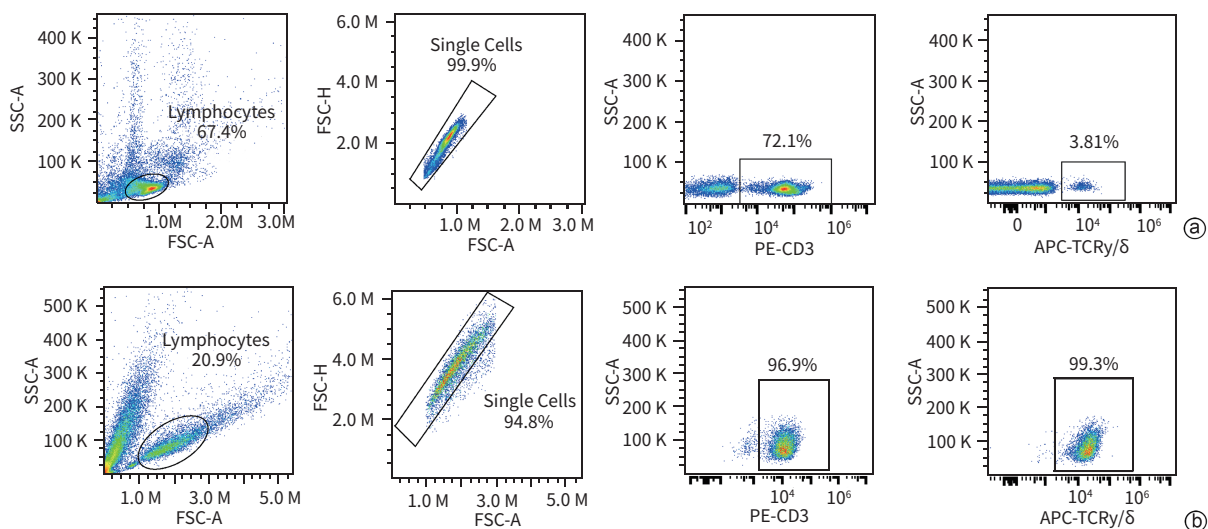 400 K
300 K
200 K
100 K
SSC-A
Lymphocytes
67.4%
1.0M
2.0M
3.0M
FSC-A
6.0 M
4.0 M
2.0 M
FSC-H
Single Cells
99.9%
1.0 M
2.0 M
3.0 M
FSC-A
400 K
300 K
200 K
100 K
SSC-A
72.1%
10²
10⁴
10⁶
PE-CD3
400 K
300 K
200 K
100 K
SSC-A
3.81%
0
10⁴
10⁶
APC-TCRy/δ
ⓐ
500 K
400 K
300 K
200 K
100 K
SSC-A
Lymphocytes
20.9%
1.0 M
3.0 M
5.0 M
FSC-A
6.0 M
4.0 M
2.0 M
FSC-H
Single Cells
94.8%
1.0 M
3.0 M
5.0 M
FSC-A
500 K
400 K
300 K
200 K
100 K
SSC-A
96.9%
10⁴
10⁶
PE-CD3
500 K
400 K
300 K
200 K
100 K
SSC-A
99.3%
10⁴
10⁶
APC-TCRy/δ
ⓑ